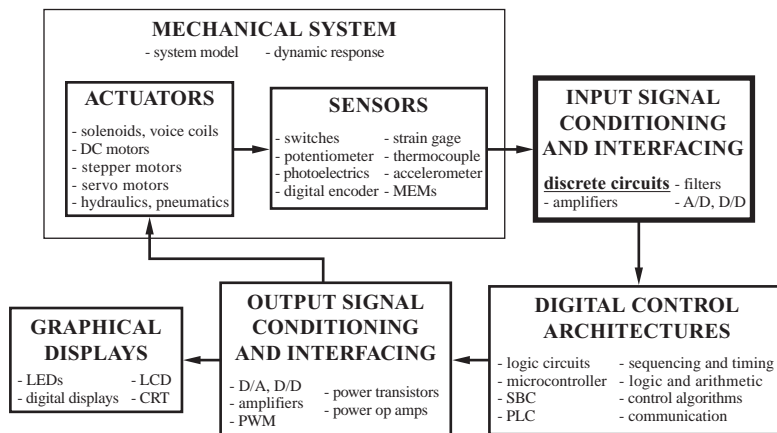 MECHANICAL SYSTEM
- system model - dynamic response
ACTUATORS
- solenoids, voice coils
- DC motors
- stepper motors
- servo motors
- hydraulics, pneumatics
SENSORS
- switches - strain gage
- potentiometer - thermocouple
- photoelectrics - accelerometer
- digital encoder - MEMs
INPUT SIGNAL
CONDITIONING
AND INTERFACING
discrete circuits - filters
- amplifiers - A/D, D/D
GRAPHICAL
DISPLAYS
- LEDs - LCD
- digital displays - CRT
OUTPUT SIGNAL
CONDITIONING
AND INTERFACING
- D/A, D/D - power transistors
- amplifiers - power op amps
- PWM
DIGITAL CONTROL
ARCHITECTURES
- logic circuits - sequencing and timing
- microcontroller - logic and arithmetic
- SBC - control algorithms
- PLC - communication